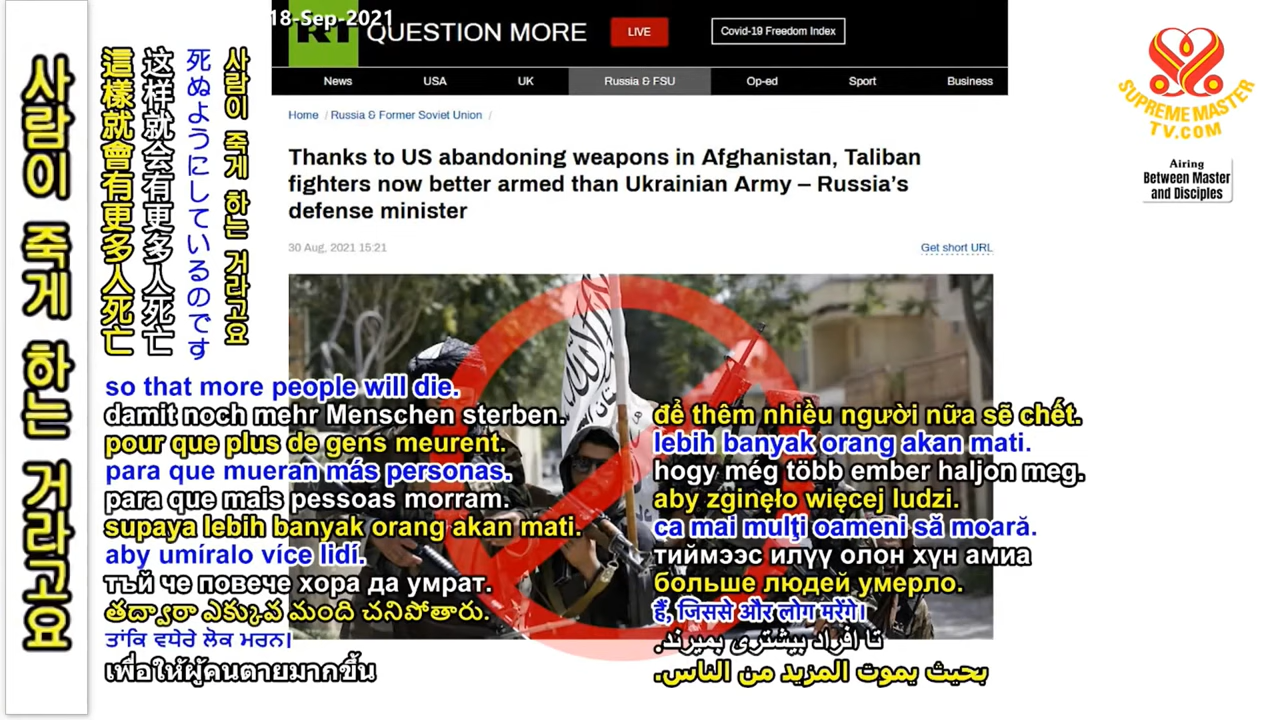 18-Sep-2021
RT QUESTION MORE
LIVE
Covid-19 Freedom Index
News
USA
UK
Russia & FSU
Op-ed
Sport
Business
Home / Russia & Former Soviet Union /
Thanks to US abandoning weapons in Afghanistan, Taliban
fighters now better armed than Ukrainian Army – Russia's
defense minister
30 Aug, 2021 15:21
Get short URL
SUPREME MASTER
TV.COM
Airing
Between Master
and Disciples
사람이 죽게 하는 거라고요
這樣就會有更多人死亡
这样就会有更多人死亡
死ぬようにしているのです
사람이 죽게 하는 거라고요
so that more people will die.
damit noch mehr Menschen sterben.
pour que plus de gens meurent.
para que mueran más personas.
para que mais pessoas morram.
supaya lebih banyak orang akan mati.
aby umíralo více lidí.
тъй че повече хора да умрат.
తద్వారా ఎక్కువ మంది చనిపోతారు.
ਤਾਂਕਿ ਵਧੇਰੇ ਲੋਕ ਮਰਨ।
เพื่อให้ผู้คนตายมากขึ้น
để thêm nhiều người nữa sẽ chết.
lebih banyak orang akan mati.
hogy még több ember haljon meg.
aby zginęło więcej ludzi.
ca mai mulţi oameni să moară.
тиймээс илүү олон хүн амиа
больше людей умерло.
हैं, जिससे और लोग मरेंगे।
تا افراد بیشتری بمیرند.
بحيث يموت المزيد من الناس.